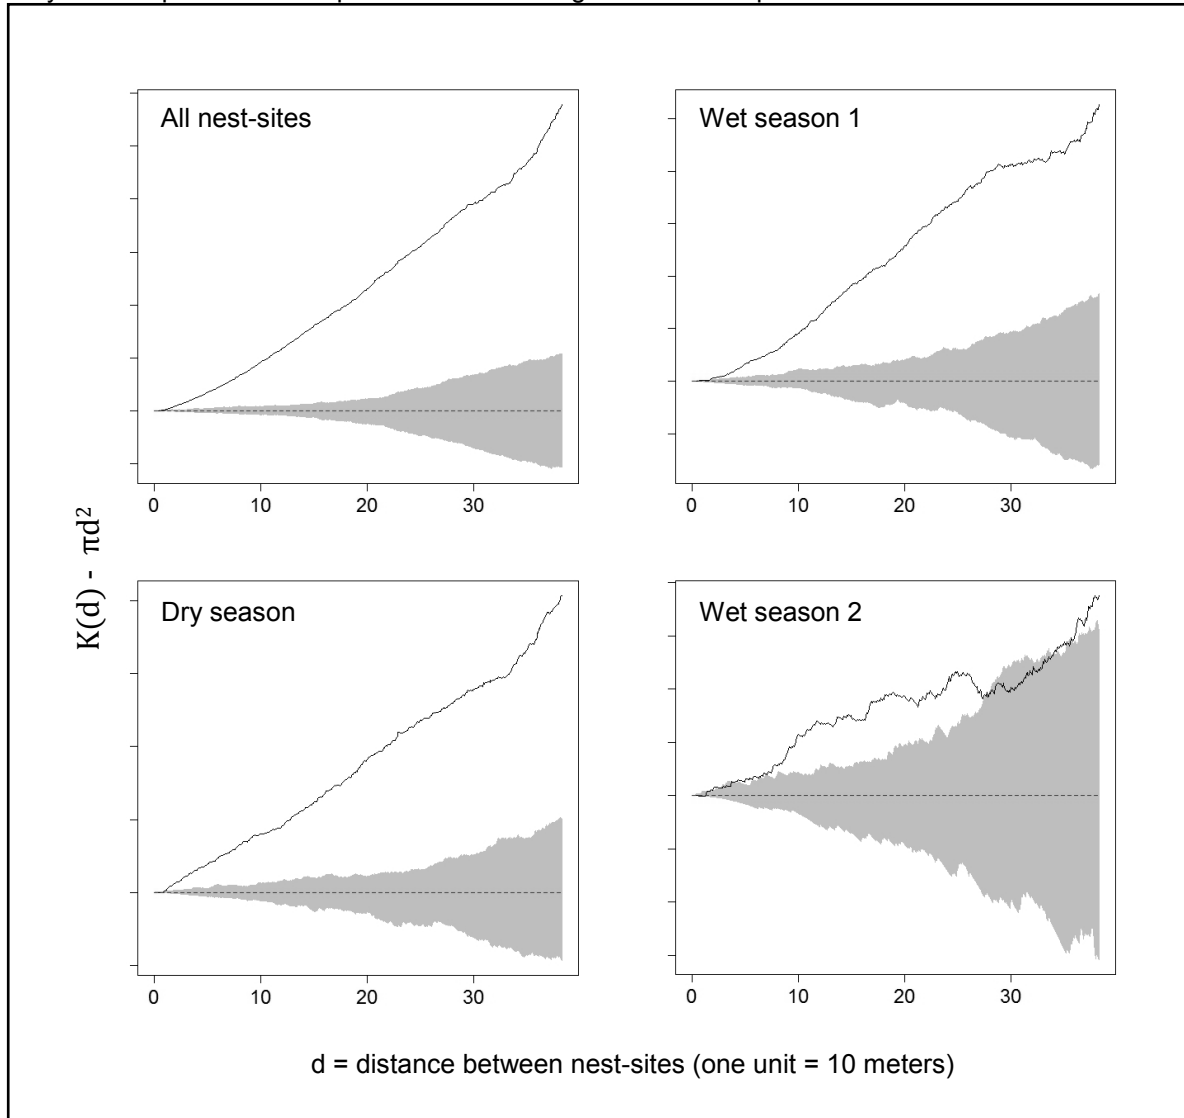 All nest-sites
Wet season 1
0 10 20 30
0 10 20 30
K(d) - πd²
Dry season
Wet season 2
0 10 20 30
0 10 20 30
d = distance between nest-sites (one unit = 10 meters)